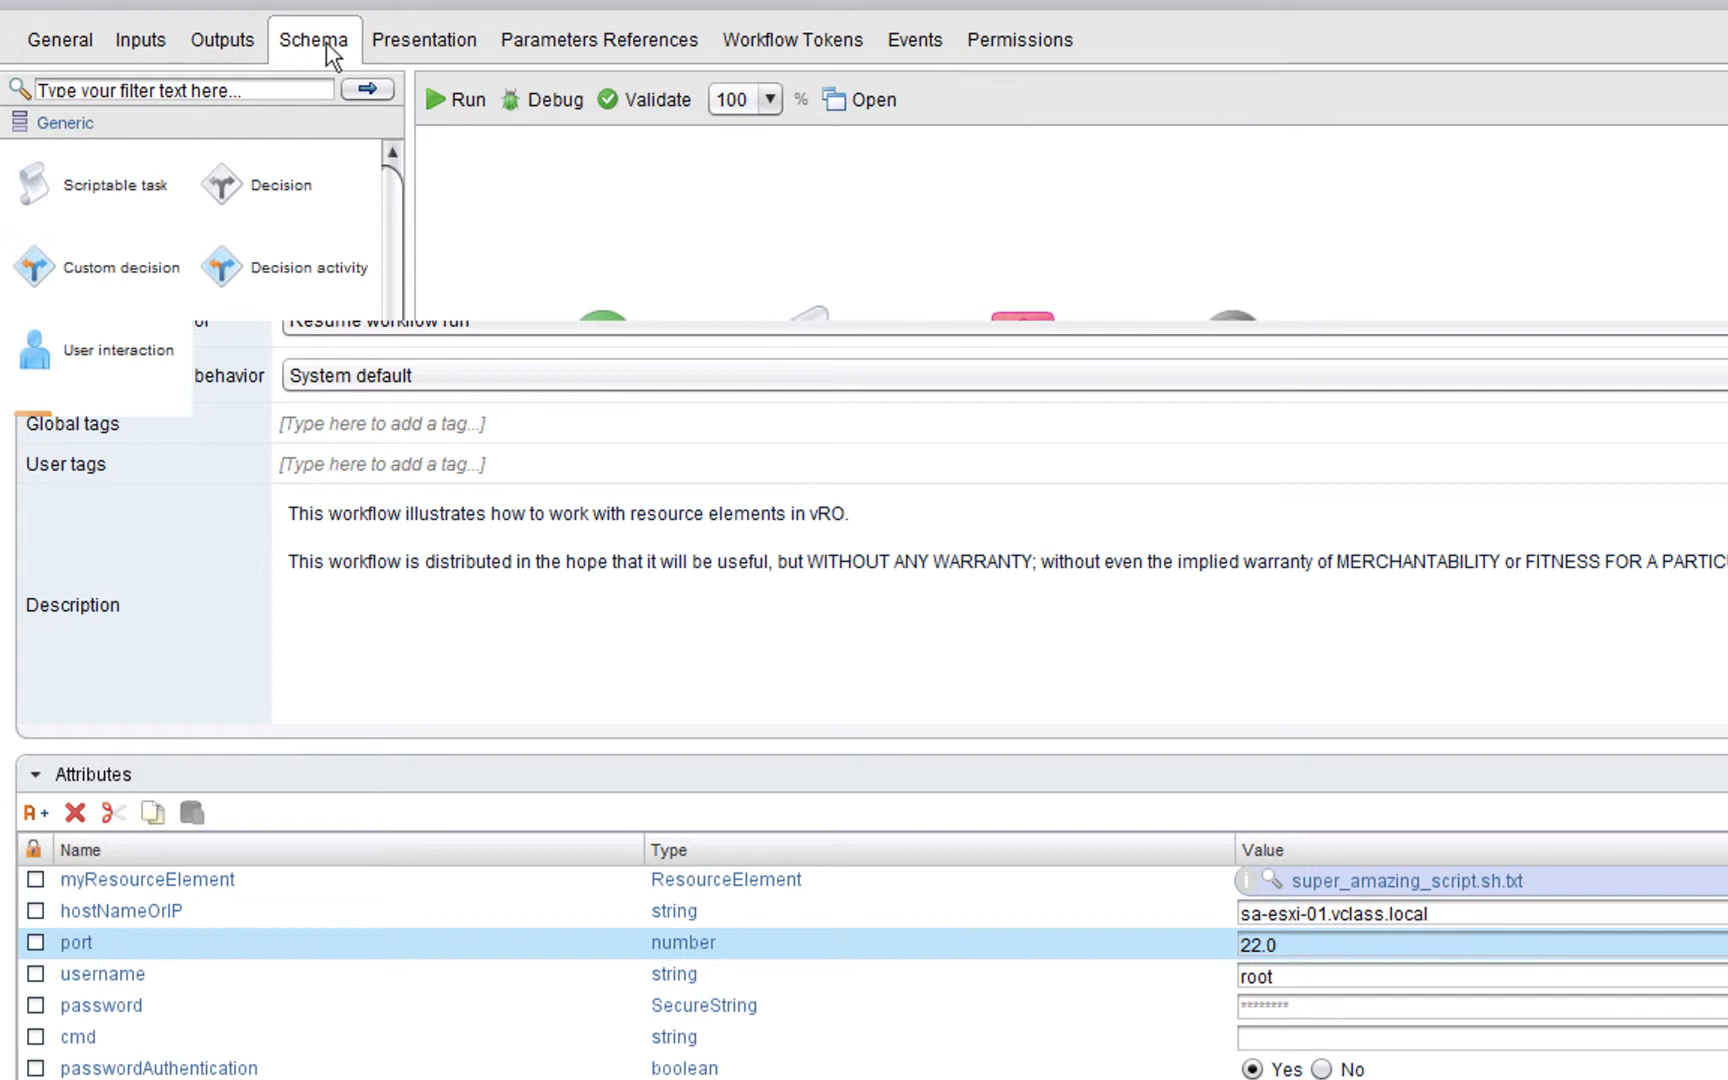 General Inputs Outputs Schema Presentation Parameters References Workflow Tokens Events Permissions
Type your filter text here...
Run Debug Validate 100 % Open
Generic
Scriptable task Decision
Custom decision Decision activity
Resume workflow run
User interaction
behavior System default
Global tags [Type here to add a tag...]
User tags [Type here to add a tag...]
This workflow illustrates how to work with resource elements in vRO.
This workflow is distributed in the hope that it will be useful, but WITHOUT ANY WARRANTY; without even the implied warranty of MERCHANTABILITY or FITNESS FOR A PARTIC
Description
Attributes
A+
Name Type Value
myResourceElement ResourceElement super_amazing_script.sh.txt
hostNameOrIP string sa-esxi-01.vclass.local
port number 22.0
username string root
password SecureString ********
cmd string
passwordAuthentication boolean Yes No